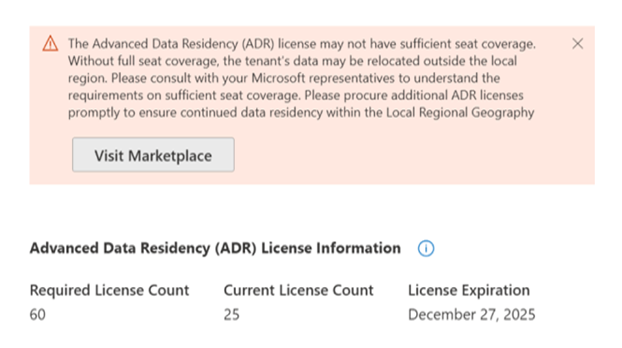 The Advanced Data Residency (ADR) license may not have sufficient seat coverage.
Without full seat coverage, the tenant's data may be relocated outside the local
region. Please consult with your Microsoft representatives to understand the
requirements on sufficient seat coverage. Please procure additional ADR licenses
promptly to ensure continued data residency within the Local Regional Geography
Visit Marketplace
Advanced Data Residency (ADR) License Information
Required License Count Current License Count License Expiration
60 25 December 27, 2025